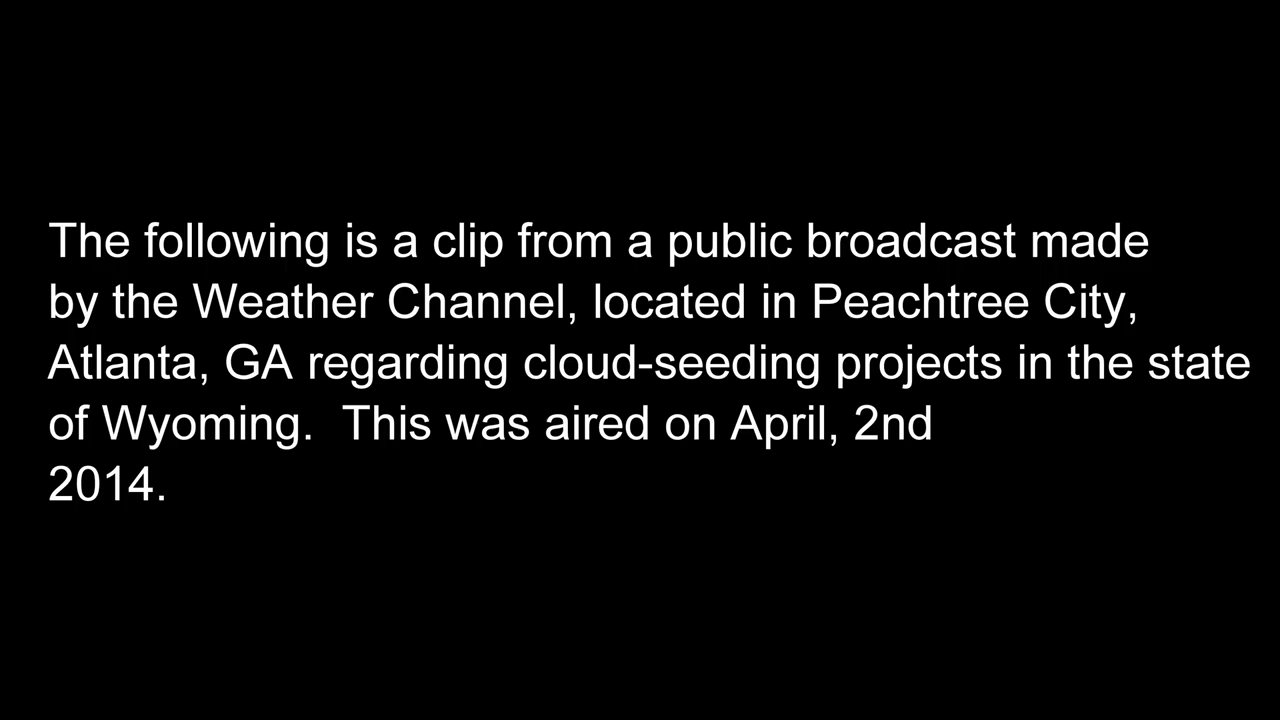 The following is a clip from a public broadcast made
by the Weather Channel, located in Peachtree City,
Atlanta, GA regarding cloud-seeding projects in the state
of Wyoming.  This was aired on April, 2nd
2014.